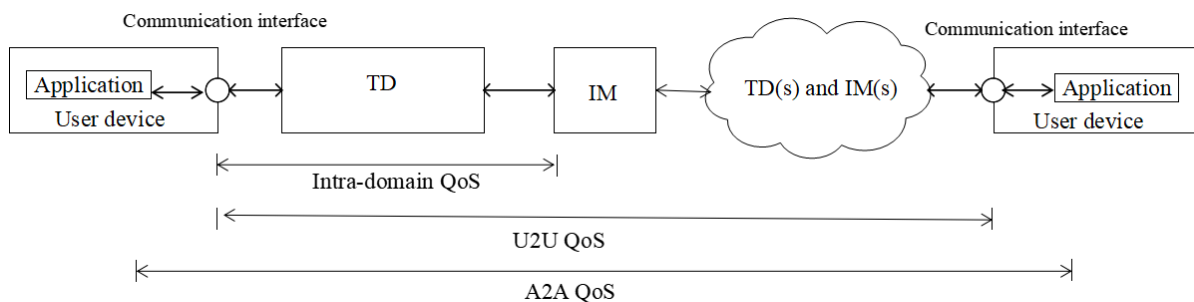 Communication interface
Communication interface
Application
User device
TD
IM
TD(s) and IM(s)
Application
User device
Intra-domain QoS
U2U QoS
A2A QoS